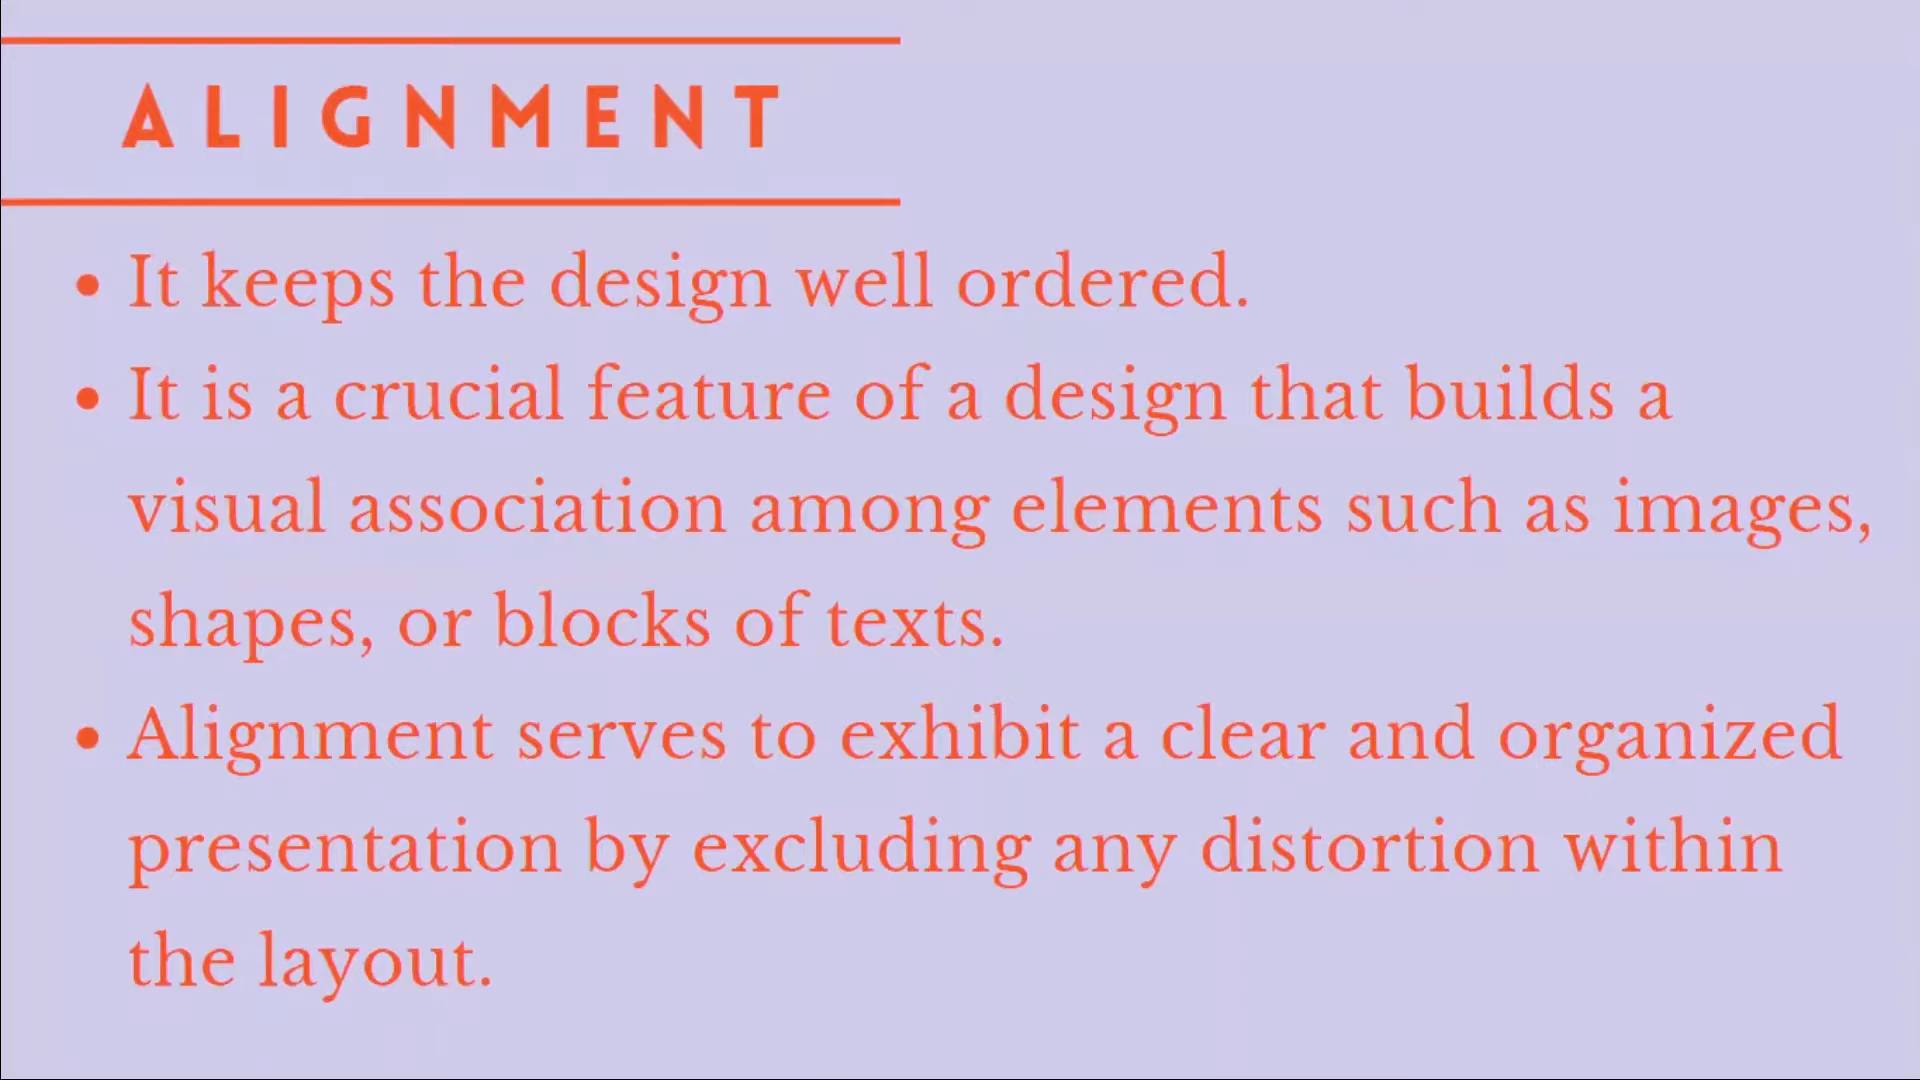 ALIGNMENT
• It keeps the design well ordered.
• It is a crucial feature of a design that builds a
visual association among elements such as images,
shapes, or blocks of texts.
• Alignment serves to exhibit a clear and organized
presentation by excluding any distortion within
the layout.